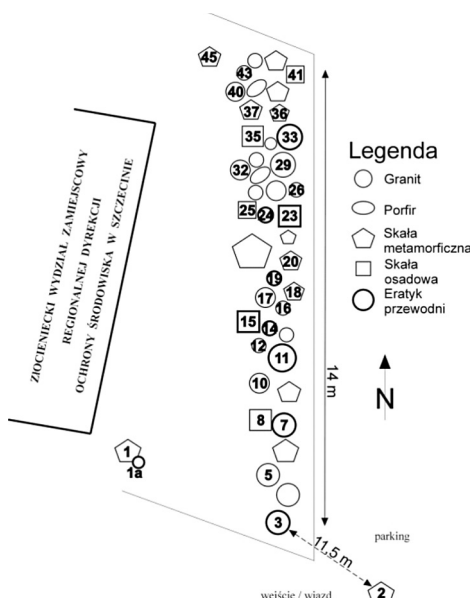 45
43
41
40
37
36
35
33
32
29
26
25
24
23
20
19
18
17
16
15
14
12
11
10
8
7
5
3
1
1a
2
ZŁOCIENIECKI WYDZIAŁ ZAMIEJSCOWY
REGIONALNEJ DYREKCJI
OCHRONY ŚRODOWISKA W SZCZECINIE
14 m
11,5 m
parking
wejście / wjazd
Legenda
Granit
Porfir
Skała
metamorficzna
Skała
osadowa
Eratyk
przewodni
N